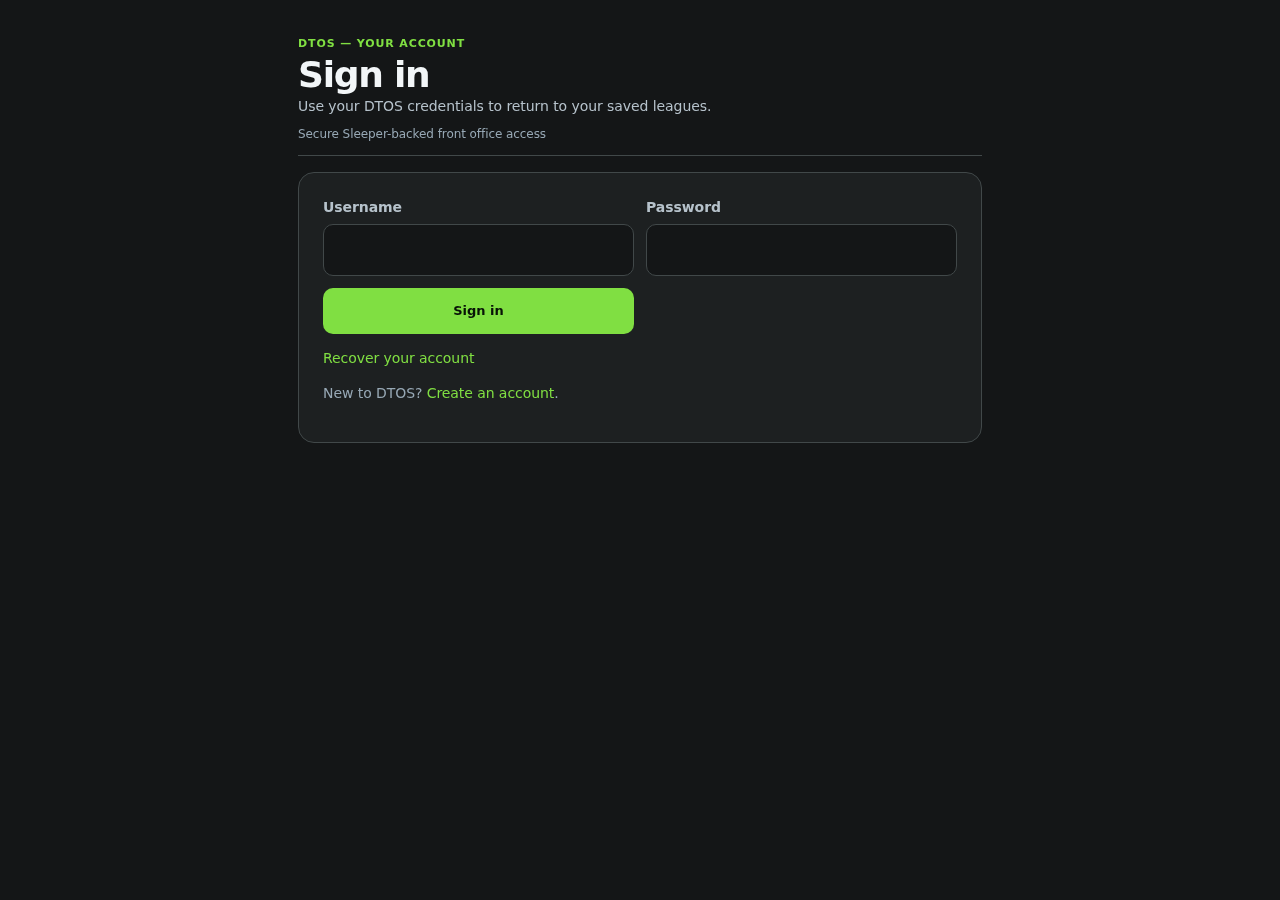 DTOS — YOUR ACCOUNT
Sign in
Use your DTOS credentials to return to your saved leagues.
Secure Sleeper-backed front office access
Username
Password
Sign in
Recover your account
New to DTOS? Create an account.